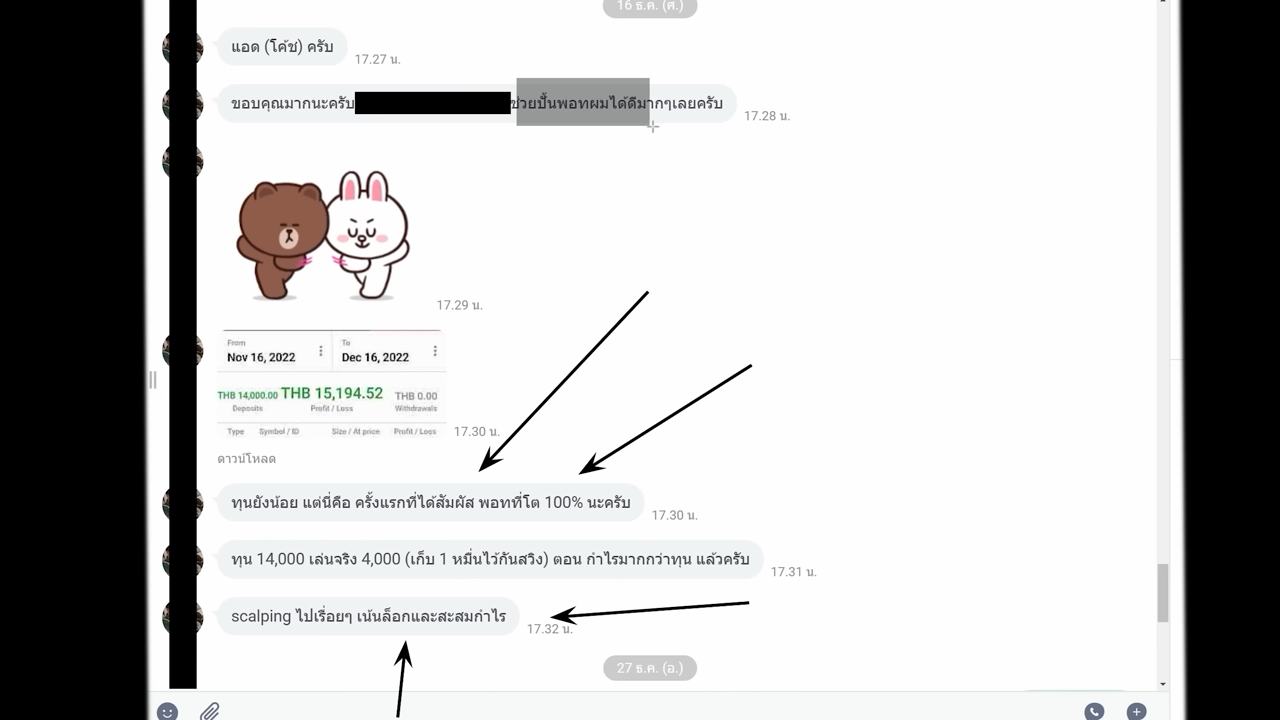 16 ธ.ค. (ศ.)
แอด (โค้ช) ครับ
17.27 น.
ขอบคุณมากนะครับ ช่วยปั้นพอทผมได้ดีมากๆเลยครับ
17.28 น.
17.29 น.
From To
Nov 16, 2022 Dec 16, 2022
THB 14,000.00 THB 15,194.52 THB 0.00
Deposits Profit / Loss Withdrawals
Type Symbol / ID Size / At price Profit / Loss
17.30 น.
ดาวน์โหลด
ทุนยังน้อย แต่นี่คือ ครั้งแรกที่ได้สัมผัส พอทที่โต 100% นะครับ
17.30 น.
ทุน 14,000 เล่นจริง 4,000 (เก็บ 1 หมื่นไว้กันสวิง) ตอน กำไรมากกว่าทุน แล้วครับ
17.31 น.
scalping ไปเรื่อยๆ เน้นล็อกและสะสมกำไร
17.32 น.
27 ธ.ค. (อ.)